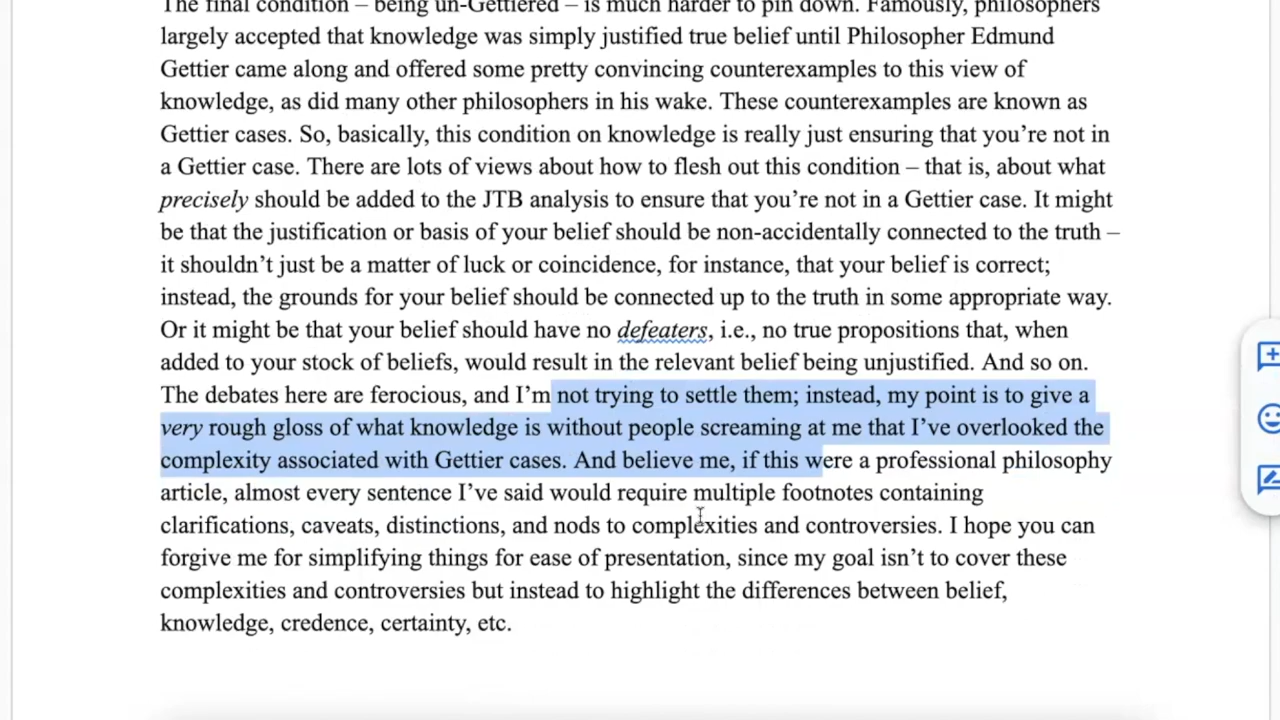 The final condition – being un-Gettiered – is much harder to pin down. Famously, philosophers
largely accepted that knowledge was simply justified true belief until Philosopher Edmund
Gettier came along and offered some pretty convincing counterexamples to this view of
knowledge, as did many other philosophers in his wake. These counterexamples are known as
Gettier cases. So, basically, this condition on knowledge is really just ensuring that you’re not in
a Gettier case. There are lots of views about how to flesh out this condition – that is, about what
precisely should be added to the JTB analysis to ensure that you’re not in a Gettier case. It might
be that the justification or basis of your belief should be non-accidentally connected to the truth –
it shouldn’t just be a matter of luck or coincidence, for instance, that your belief is correct;
instead, the grounds for your belief should be connected up to the truth in some appropriate way.
Or it might be that your belief should have no defeaters, i.e., no true propositions that, when
added to your stock of beliefs, would result in the relevant belief being unjustified. And so on.
The debates here are ferocious, and I’m not trying to settle them; instead, my point is to give a
very rough gloss of what knowledge is without people screaming at me that I’ve overlooked the
complexity associated with Gettier cases. And believe me, if this were a professional philosophy
article, almost every sentence I’ve said would require multiple footnotes containing
clarifications, caveats, distinctions, and nods to complexities and controversies. I hope you can
forgive me for simplifying things for ease of presentation, since my goal isn’t to cover these
complexities and controversies but instead to highlight the differences between belief,
knowledge, credence, certainty, etc.